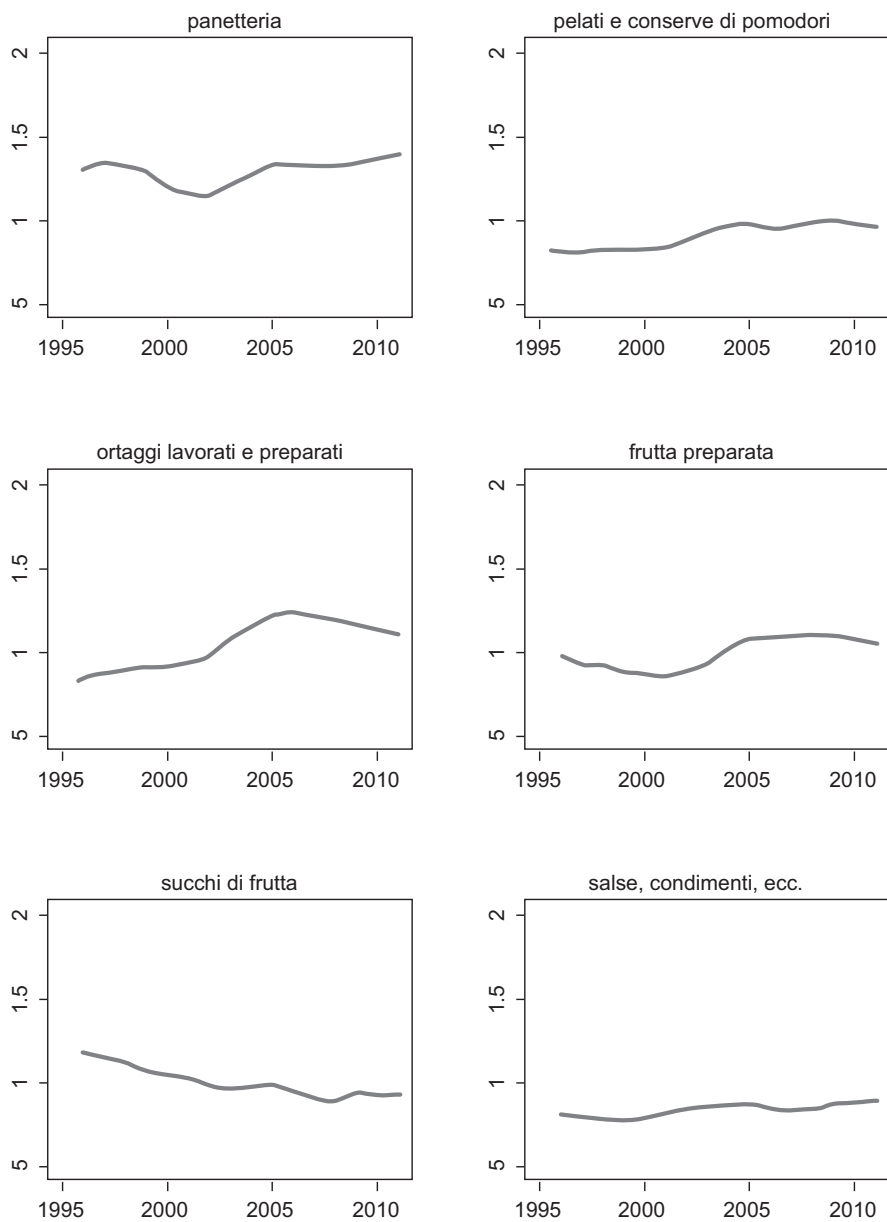 panetteria
2
1.5
1
5
1995 2000 2005 2010
pelati e conserve di pomodori
2
1.5
1
5
1995 2000 2005 2010
ortaggi lavorati e preparati
2
1.5
1
5
1995 2000 2005 2010
frutta preparata
2
1.5
1
5
1995 2000 2005 2010
succhi di frutta
2
1.5
1
5
1995 2000 2005 2010
salse, condimenti, ecc.
2
1.5
1
5
1995 2000 2005 2010